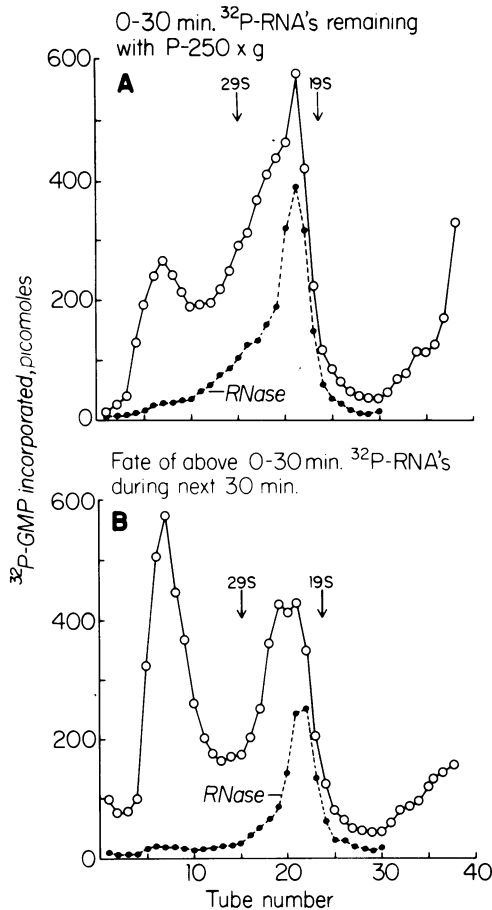 0-30 min. ³²P-RNA's remaining
with P-250 x g
A
29S
19S
600
400
200
0
RNase
³²P-GMP incorporated, picomoles
Fate of above 0-30 min. ³²P-RNA's
during next 30 min.
B
29S
19S
600
400
200
0
RNase
10
20
30
40
Tube number